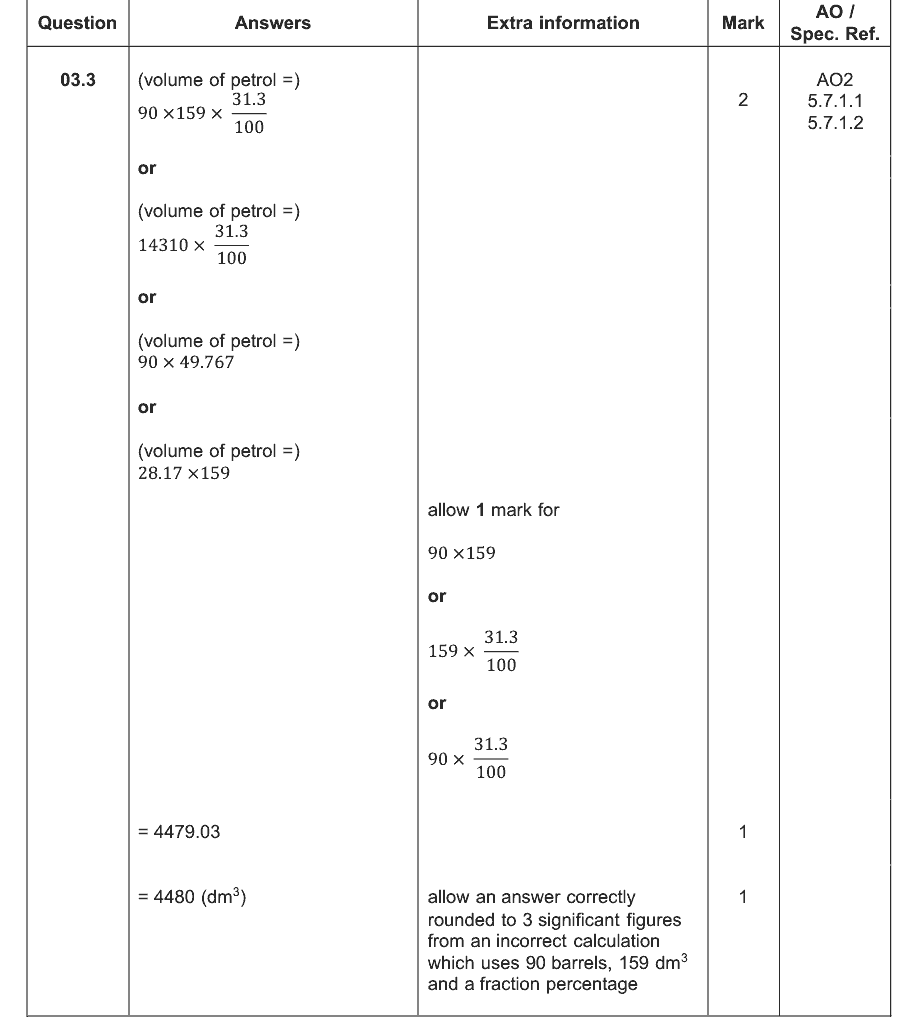 Question Answers Extra information Mark AO / Spec. Ref.
03.3 (volume of petrol =) AO2
90 ×159 × 31.3/100 2 5.7.1.1
5.7.1.2
or
(volume of petrol =)
14310 × 31.3/100
or
(volume of petrol =)
90 × 49.767
or
(volume of petrol =)
28.17 ×159
allow 1 mark for
90 ×159
or
159 × 31.3/100
or
90 × 31.3/100
= 4479.03 1
= 4480 (dm³) allow an answer correctly 1
rounded to 3 significant figures
from an incorrect calculation
which uses 90 barrels, 159 dm³
and a fraction percentage